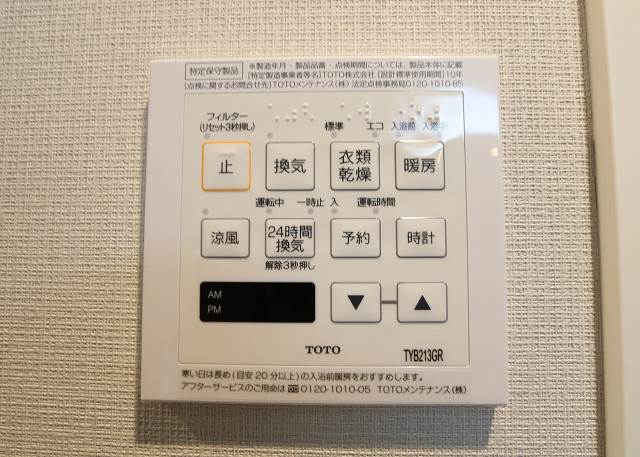 特定保守製品
※製造年月・製品品番・点検期間については、製品本体に記載
[特定製造事業者等名]TOTO株式会社 [設計標準使用期間]10年
[点検に関するお問合せ先]TOTOメンテナンス(株) 法定点検事務局0120-1010-85
フィルター
(リセット3秒押し)
標準 エコ 入浴前 入浴中
止 換気 衣類乾燥 暖房
運転中 一時止 入 運転時間
涼風 24時間換気 予約 時計
解除3秒押し
AM
PM
▼ ▲
TOTO
TYB213GR
寒い日は長め(目安20分以上)の入浴前暖房をおすすめします。
アフターサービスのご用命は 0120-1010-05 TOTOメンテナンス(株)